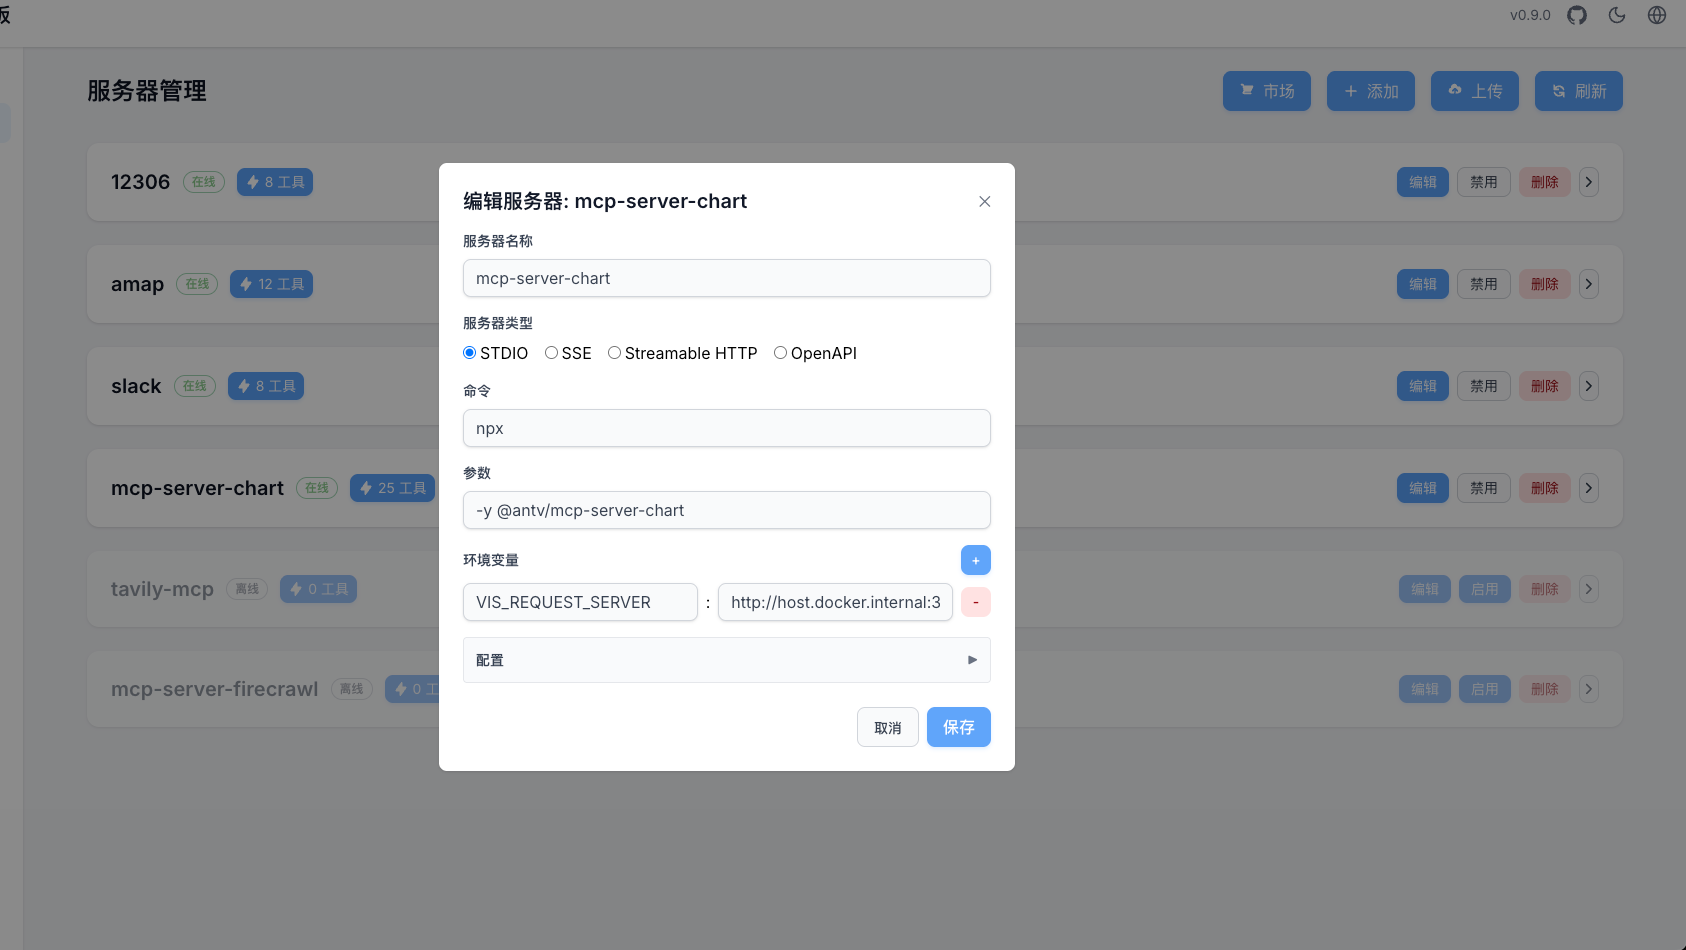 版
v0.9.0
服务器管理
市场
添加
上传
刷新
12306 在线 8 工具 编辑 禁用 删除
amap 在线 12 工具 编辑 禁用 删除
slack 在线 8 工具 编辑 禁用 删除
mcp-server-chart 在线 25 工具 编辑 禁用 删除
tavily-mcp 离线 0 工具 编辑 启用 删除
mcp-server-firecrawl 离线 0 工 编辑 启用 删除
编辑服务器: mcp-server-chart
服务器名称
mcp-server-chart
服务器类型
STDIO SSE Streamable HTTP OpenAPI
命令
npx
参数
-y @antv/mcp-server-chart
环境变量 +
VIS_REQUEST_SERVER : http://host.docker.internal:3 -
配置
取消 保存